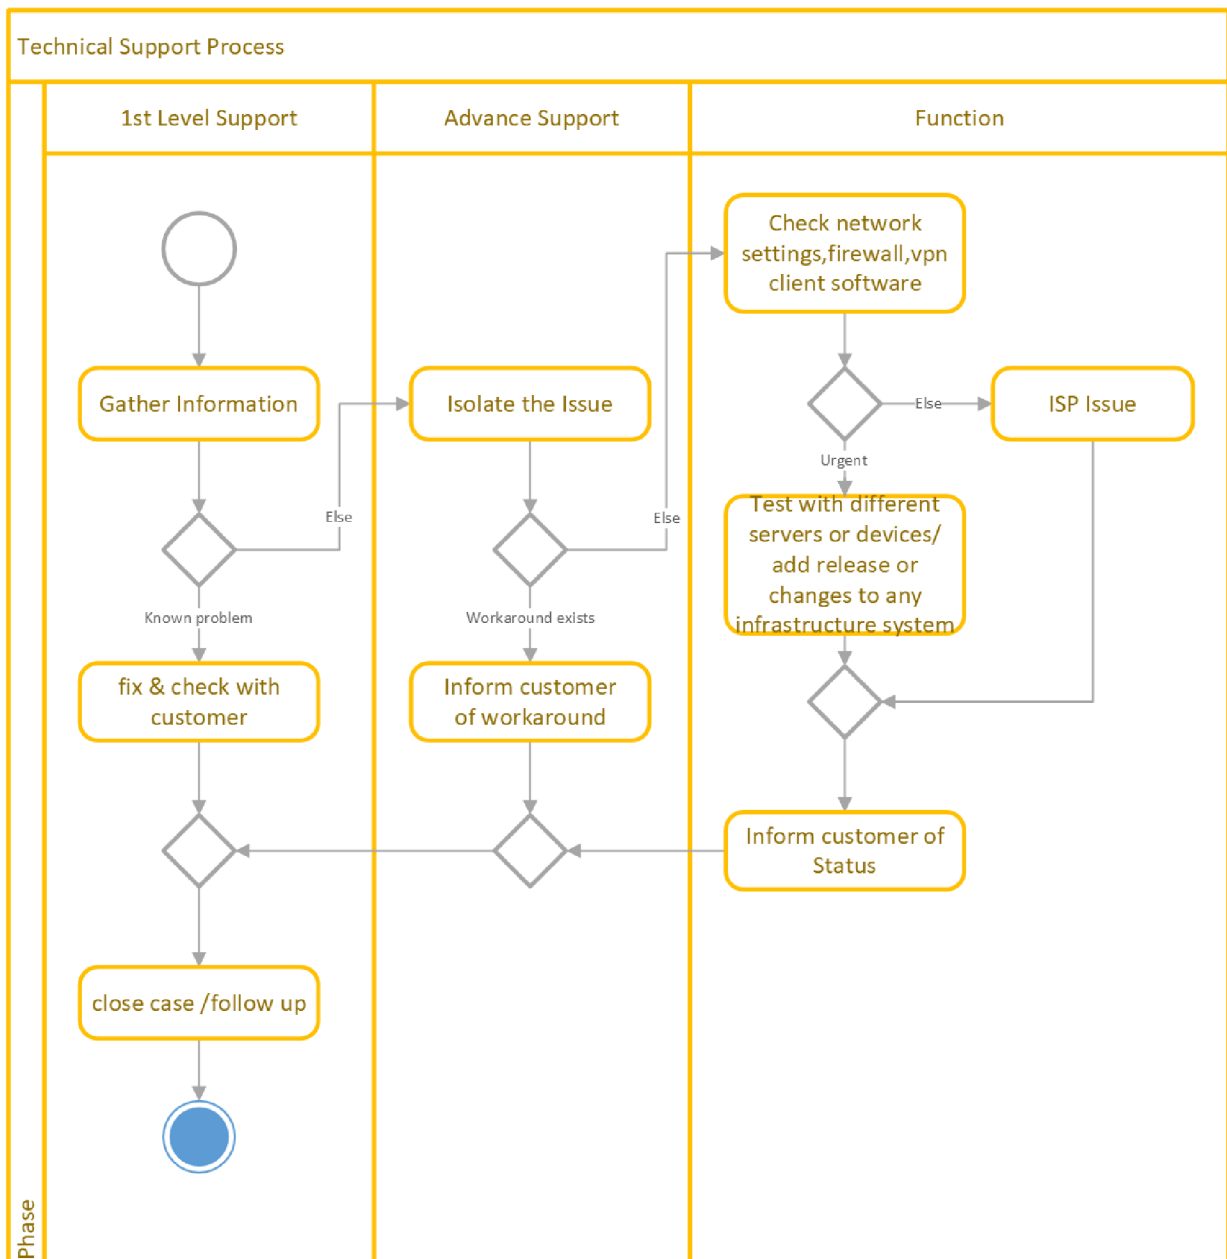 Technical Support Process
1st Level Support
Advance Support
Function
Check network
settings,firewall,vpn
client software
Gather Information
Isolate the Issue
Else
ISP Issue
Urgent
Else
Else
Test with different
servers or devices/
add release or
changes to any
infrastructure system
Known problem
Workaround exists
fix & check with
customer
Inform customer
of workaround
Inform customer of
Status
close case /follow up
Phase